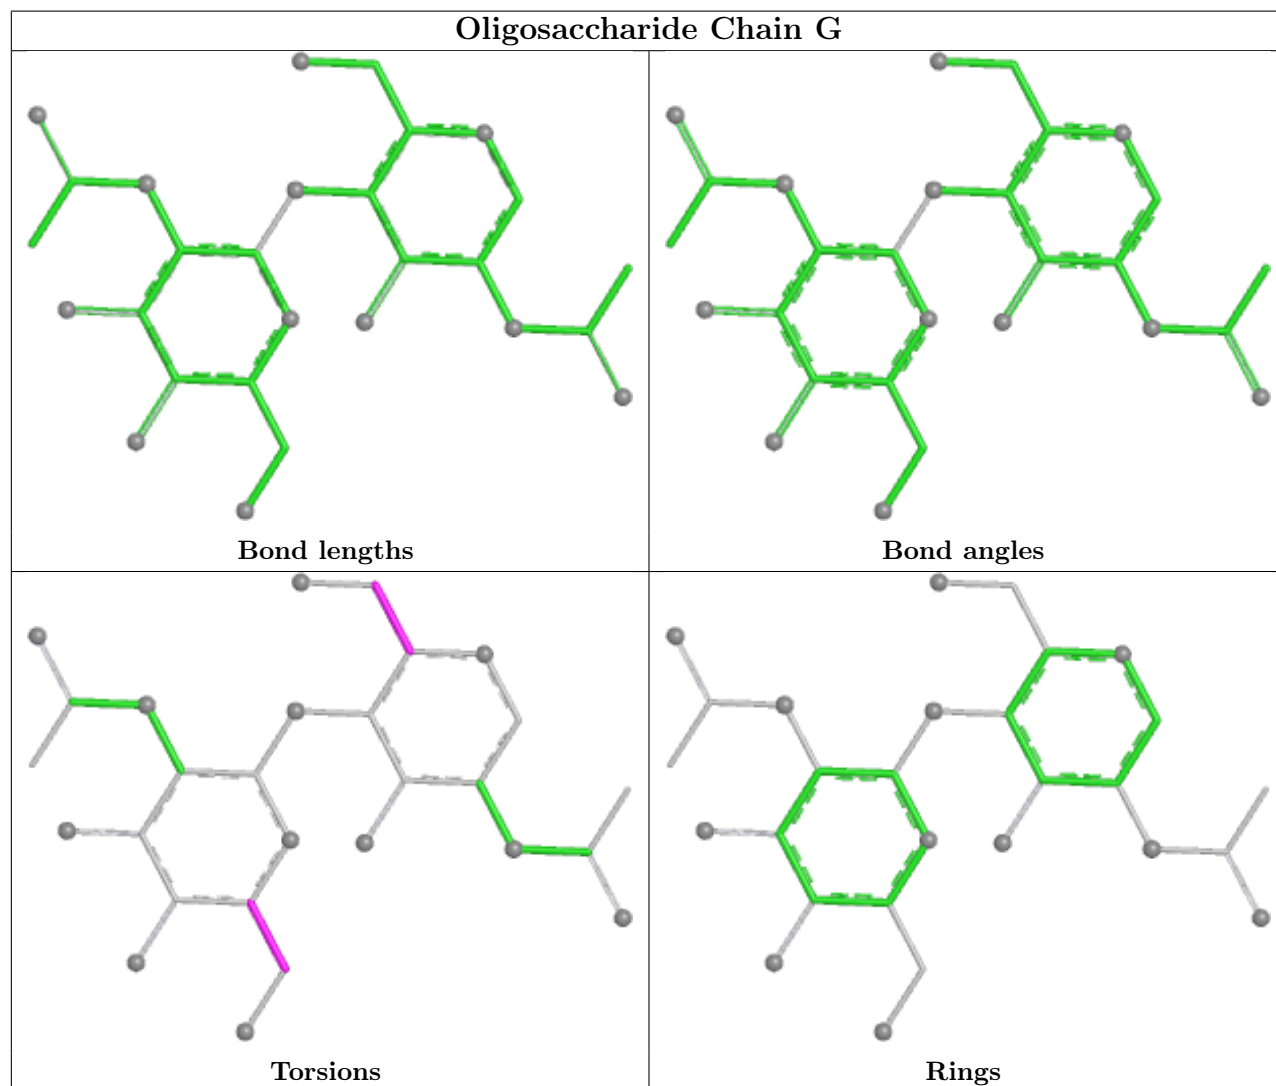 Oligosaccharide Chain G
Bond lengths
Bond angles
Torsions
Rings